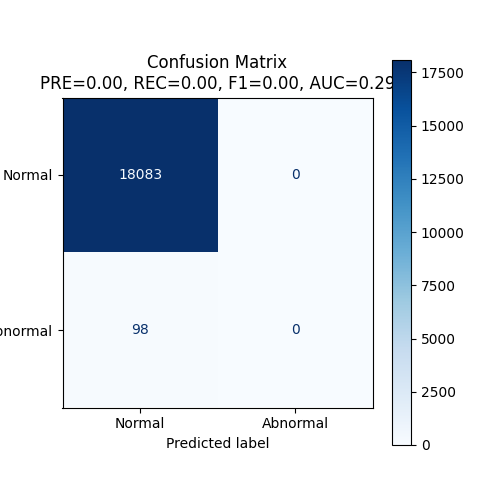 Confusion Matrix
PRE=0.00, REC=0.00, F1=0.00, AUC=0.29
17500
15000
12500
10000
7500
5000
2500
0
Normal
18083
0
98
0
Normal
Abnormal
Predicted label